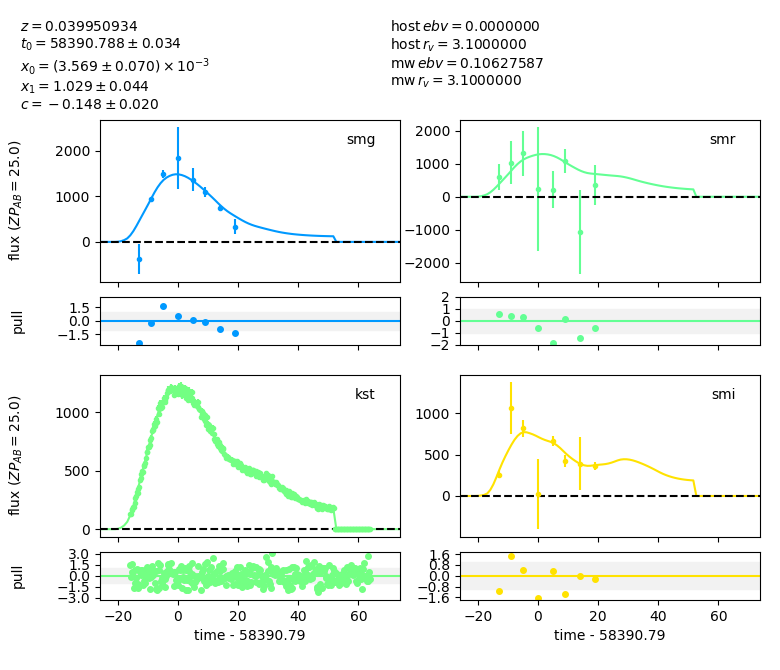 z = 0.039950934
t₀ = 58390.788 ± 0.034
x₀ = (3.569 ± 0.070) × 10⁻³
x₁ = 1.029 ± 0.044
c = −0.148 ± 0.020
host ebv = 0.0000000
host r_v = 3.1000000
mw ebv = 0.10627587
mw r_v = 3.1000000
smg
flux (ZP_AB = 25.0)
2000
1000
0
smr
2000
1000
0
−1000
−2000
pull
1.5
0.0
−1.5
2
1
0
−1
−2
kst
flux (ZP_AB = 25.0)
1000
500
0
smi
1000
500
0
pull
3.0
1.5
0.0
−1.5
−3.0
−20 0 20 40 60
time - 58390.79
1.6
0.8
0.0
−0.8
−1.6
−20 0 20 40 60
time - 58390.79